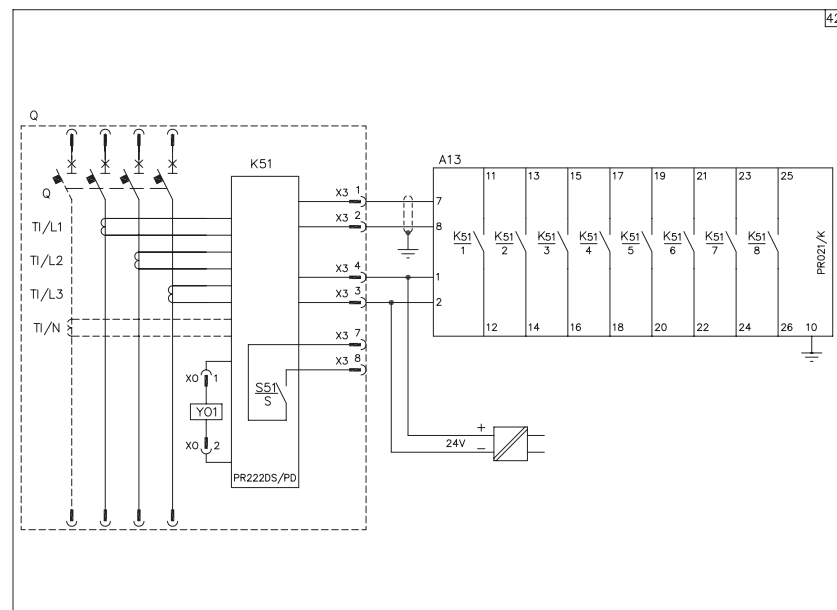 42
Q
K51
A13
Q
TI/L1
TI/L2
TI/L3
TI/N
X3 1
X3 2
X3 4
X3 3
X3 7
X3 8
7
8
1
2
11 13 15 17 19 21 23 25
K51 K51 K51 K51 K51 K51 K51 K51
1 2 3 4 5 6 7 8
12 14 16 18 20 22 24 26 10
PR021/K
X0 1
Y01
X0 2
S51
S
PR222DS/PD
+
24V
–